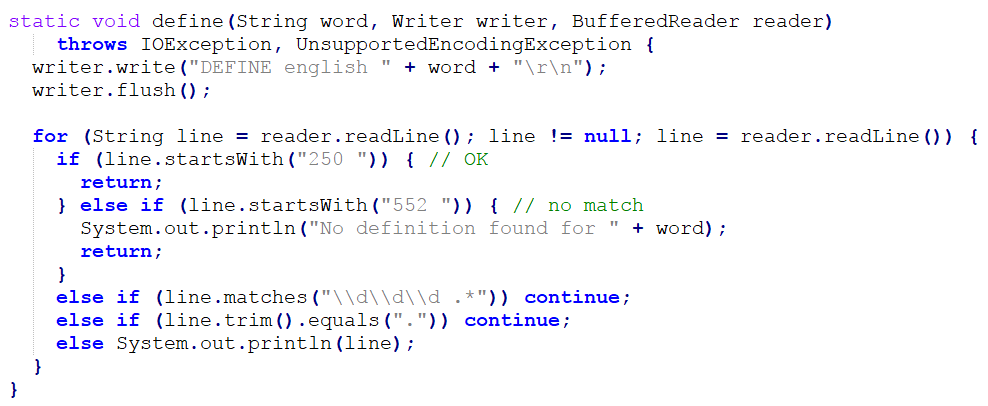 static void define(String word, Writer writer, BufferedReader reader)
    throws IOException, UnsupportedEncodingException {
  writer.write("DEFINE english " + word + "\r\n");
  writer.flush();

  for (String line = reader.readLine(); line != null; line = reader.readLine()) {
    if (line.startsWith("250 ")) { // OK
      return;
    } else if (line.startsWith("552 ")) { // no match
      System.out.println("No definition found for " + word);
      return;
    }
    else if (line.matches("\\d\\d\\d .*")) continue;
    else if (line.trim().equals(".")) continue;
    else System.out.println(line);
  }
}